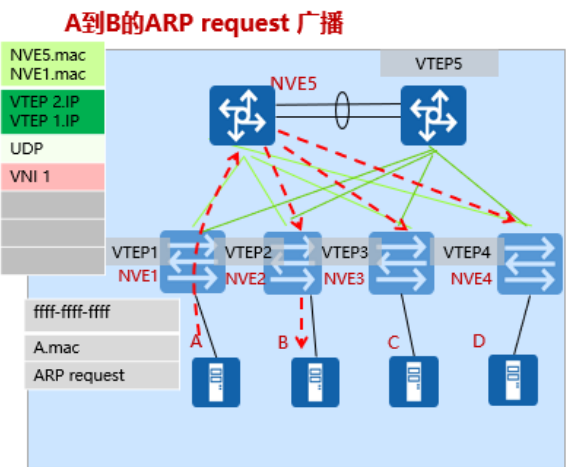 A到B的ARP request 广播
NVE5.mac
NVE1.mac
VTEP 2.IP
VTEP 1.IP
UDP
VNI 1
VTEP5
NVE5
VTEP1
NVE1
VTEP2
NVE2
VTEP3
NVE3
VTEP4
NVE4
ffff-ffff-ffff
A.mac
ARP request
A
B
C
D